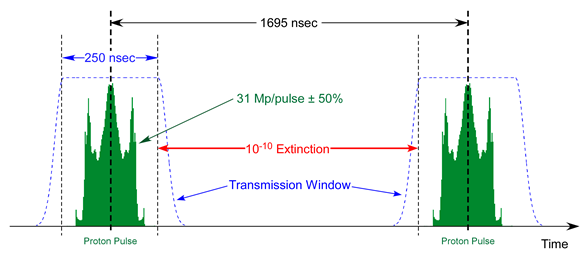 1695 nsec
250 nsec
31 Mp/pulse ± 50%
10-10 Extinction
Transmission Window
Proton Pulse
Proton Pulse
Time